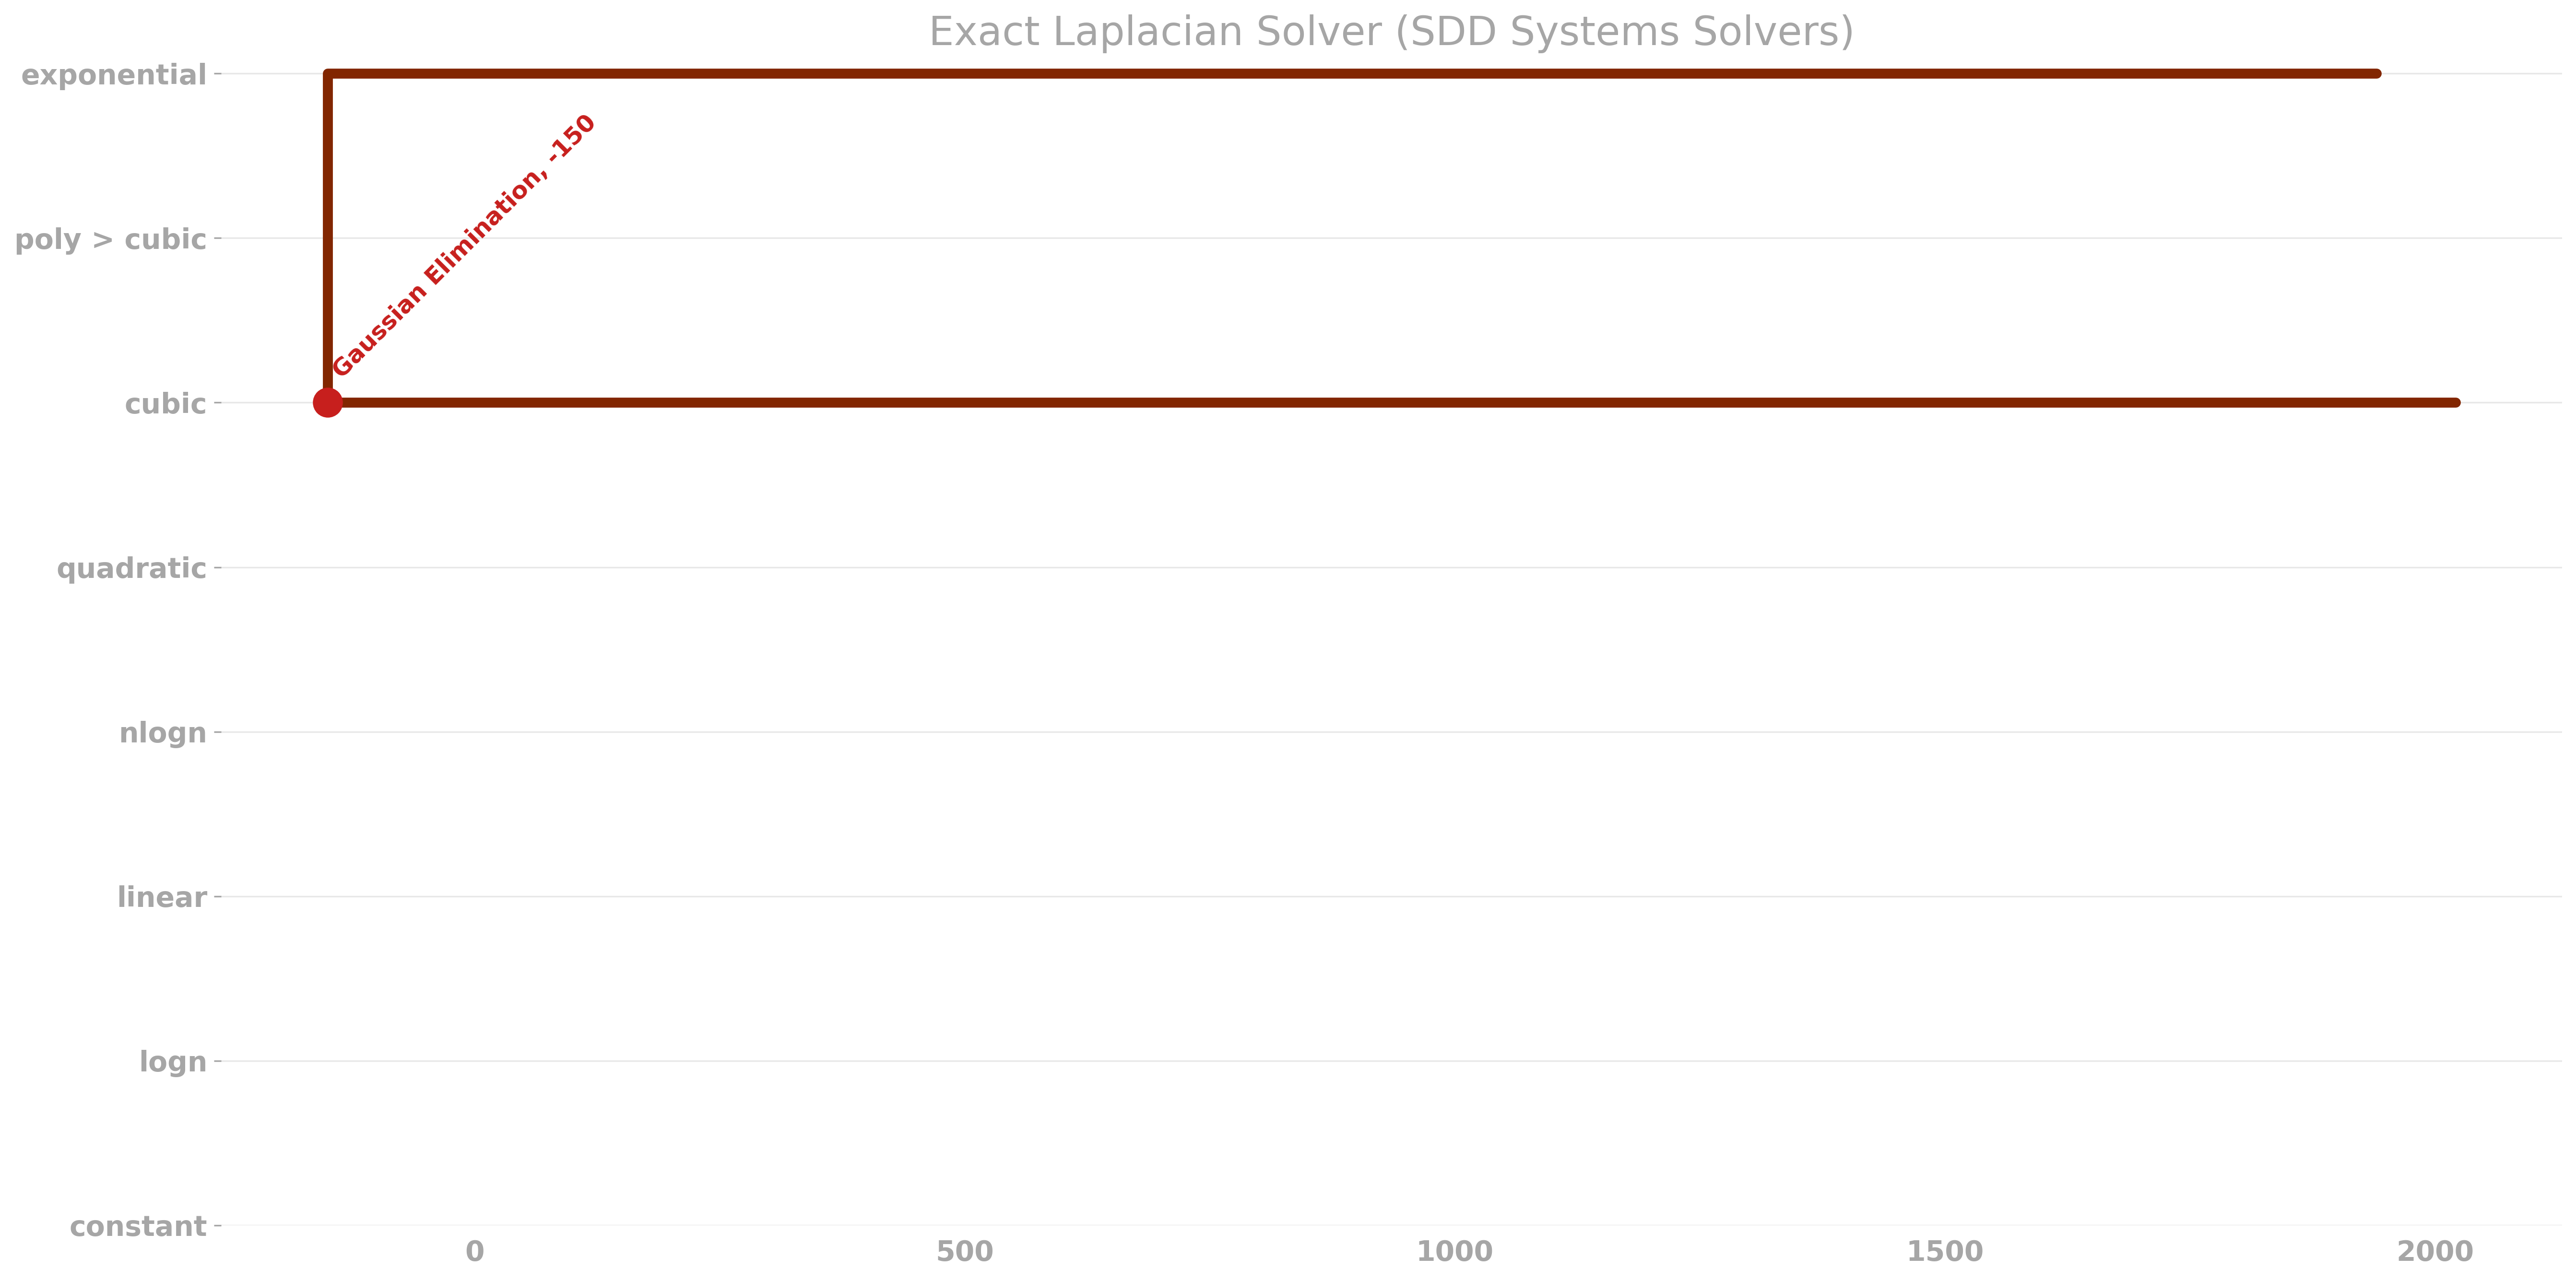 Exact Laplacian Solver (SDD Systems Solvers)
exponential
poly > cubic
cubic
quadratic
nlogn
linear
logn
constant
Gaussian Elimination, -150
0 500 1000 1500 2000